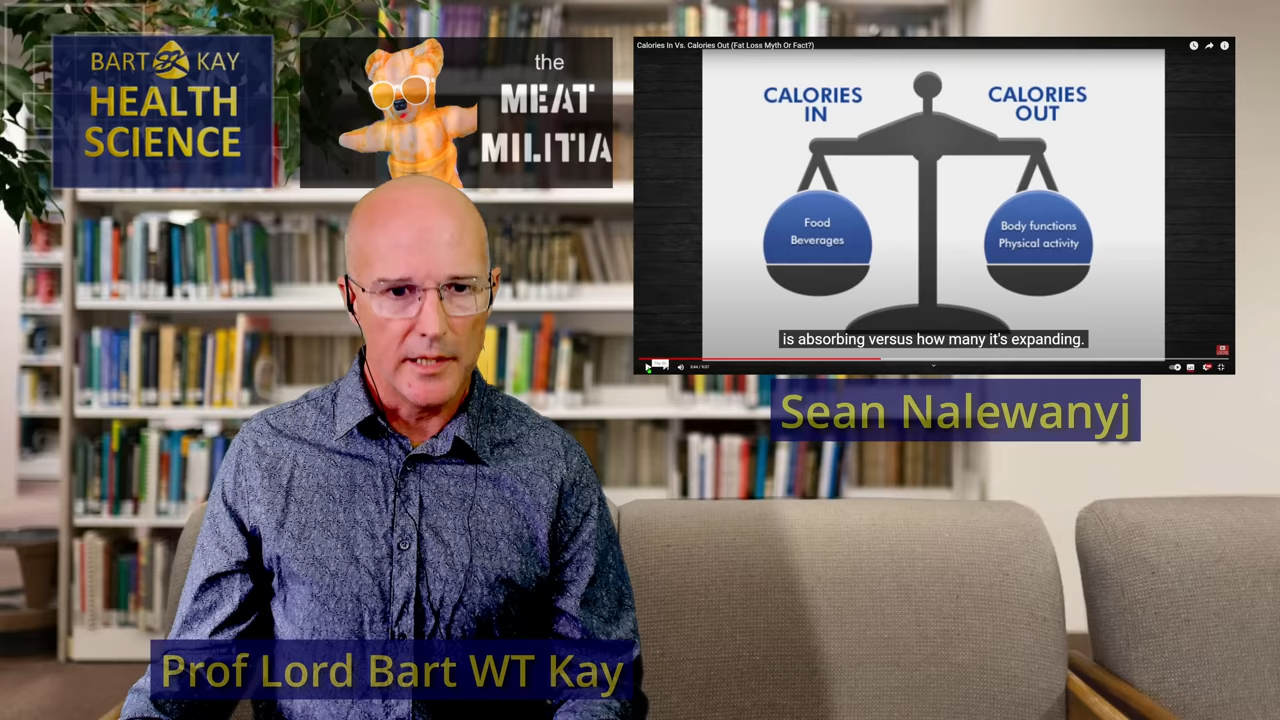 BART KAY
HEALTH
SCIENCE
the
MEAT
MILITIA
Calories In Vs. Calories Out (Fat Loss Myth Or Fact?)
CALORIES
IN
CALORIES
OUT
Food
Beverages
Body functions
Physical activity
is absorbing versus how many it's expanding.
Sean Nalewanyj
Prof Lord Bart WT Kay